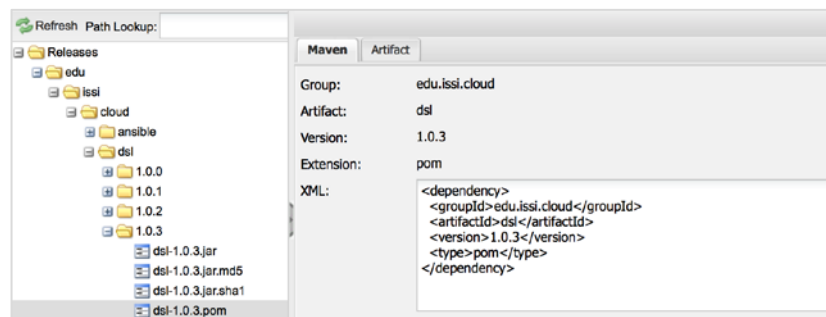 Refresh Path Lookup:
Releases
edu
issi
cloud
ansible
dsl
1.0.0
1.0.1
1.0.2
1.0.3
dsl-1.0.3.jar
dsl-1.0.3.jar.md5
dsl-1.0.3.jar.sha1
dsl-1.0.3.pom
Maven Artifact
Group: edu.issi.cloud
Artifact: dsl
Version: 1.0.3
Extension: pom
XML: <dependency>
<groupId>edu.issi.cloud</groupId>
<artifactId>dsl</artifactId>
<version>1.0.3</version>
<type>pom</type>
</dependency>